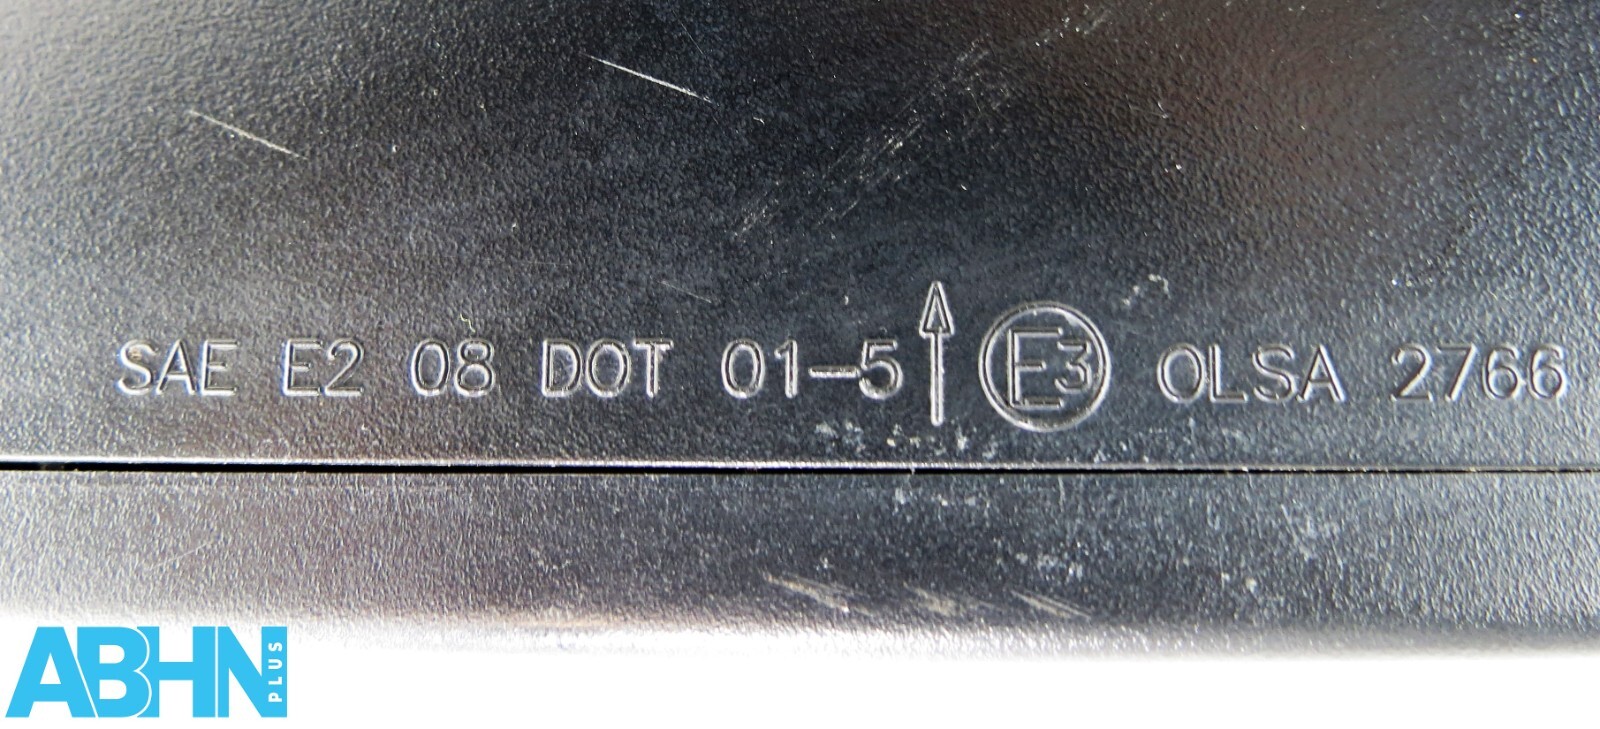 SAE E2 08 DOT 01-5 ↑ E3 OLSA 2766
ABHN PLUS